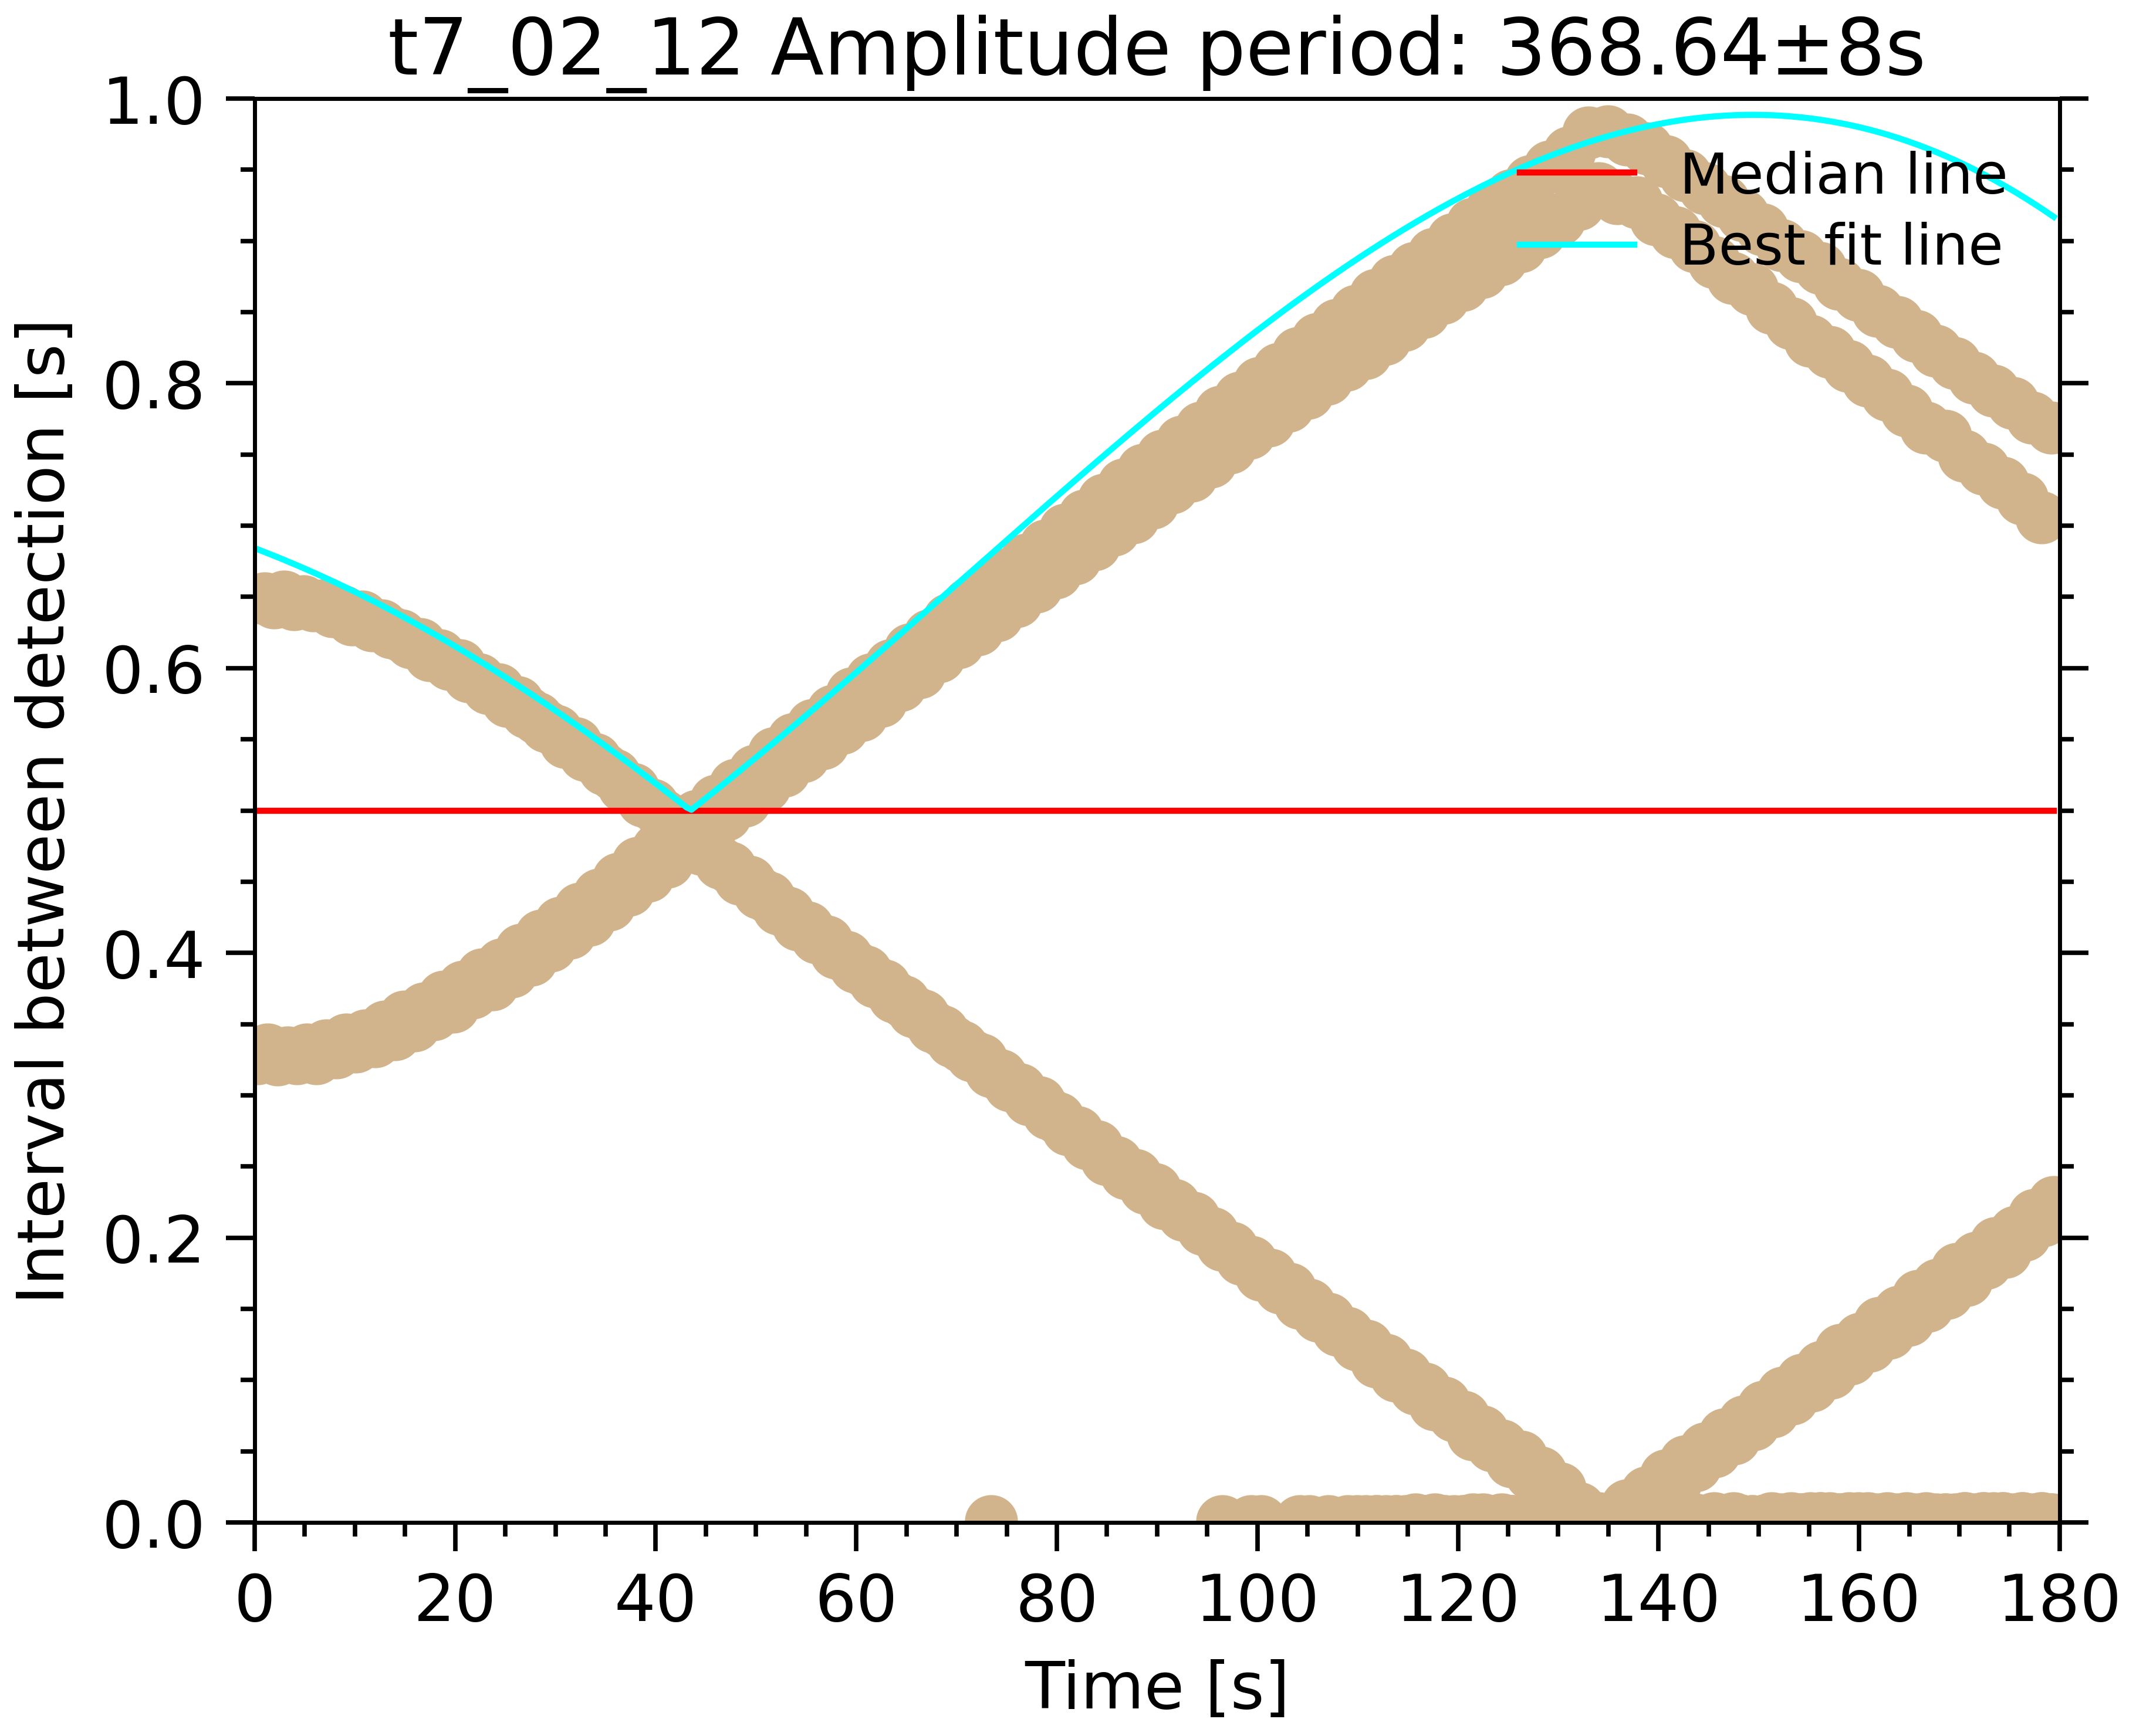 t7_02_12 Amplitude period: 368.64±8s
Interval between detection [s]
1.0
0.8
0.6
0.4
0.2
0.0
Median line
Best fit line
0 20 40 60 80 100 120 140 160 180
Time [s]